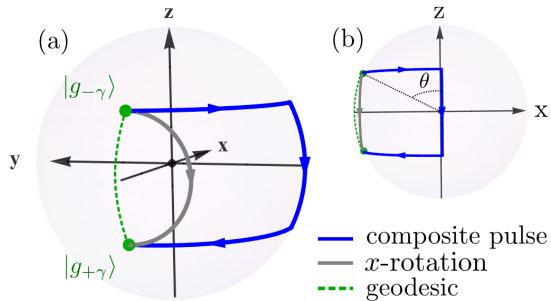 (a)
z
|g₋γ⟩
x
y
|g₊γ⟩
(b)
z
θ
x
composite pulse
x-rotation
geodesic